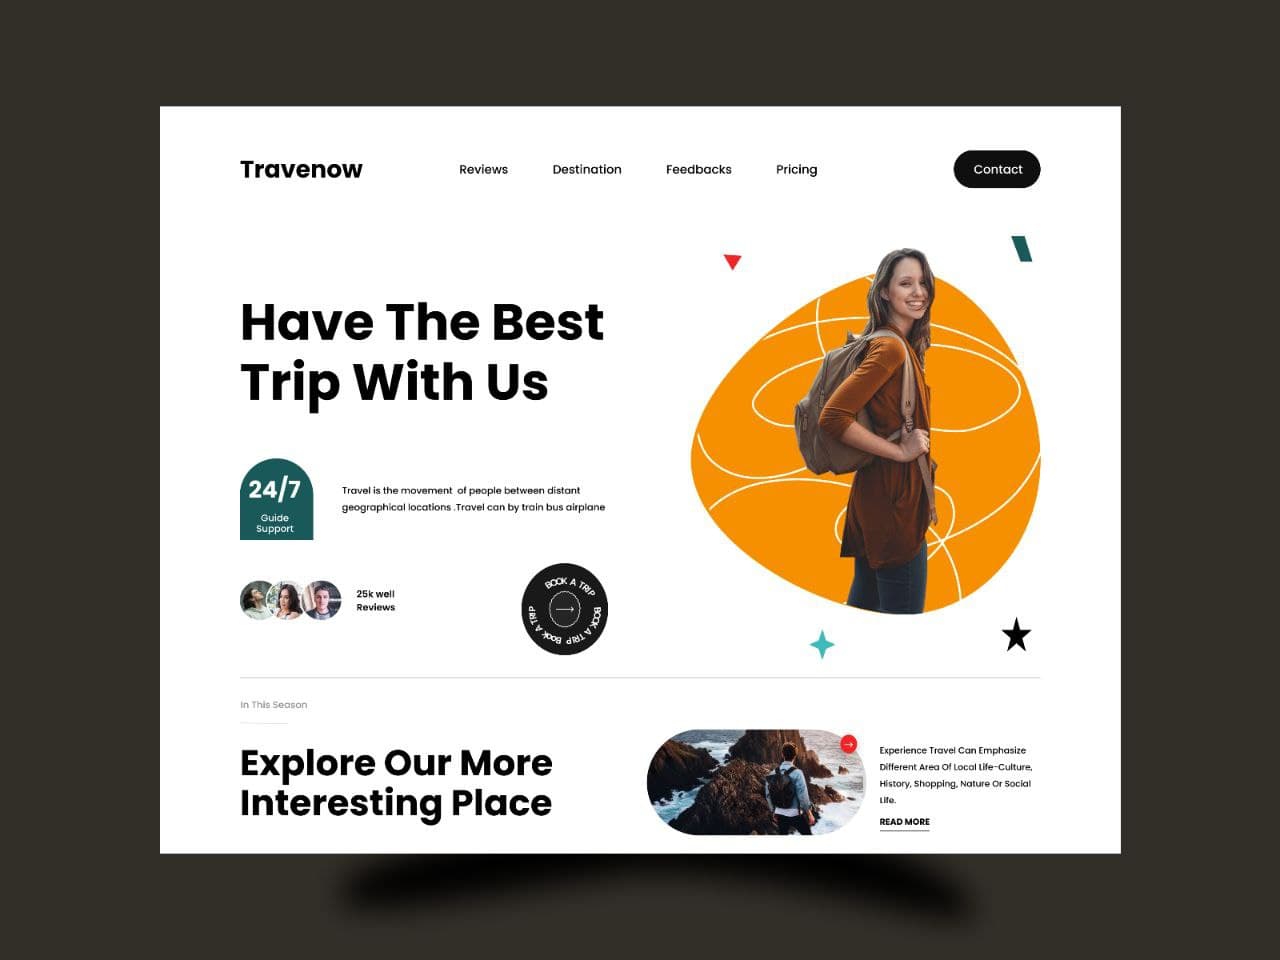 Travenow
Reviews
Destination
Feedbacks
Pricing
Contact
Have The Best
Trip With Us
24/7
Guide
Support
Travel is the movement  of people between distant
geographical locations .Travel can by train bus airplane
25k well
Reviews
BOOK A TRIP BOOK A TRIP Book A TRIP
In This Season
Explore Our More
Interesting Place
Experience Travel Can Emphasize
Different Area Of Local Life-Culture,
History, Shopping, Nature Or Social
Life.
READ MORE